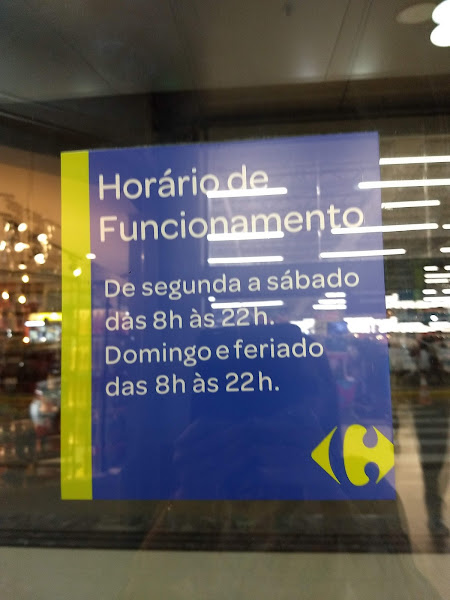 Horário de
Funcionamento
De segunda a sábado
das 8h às 22h.
Domingo e feriado
das 8h às 22h.